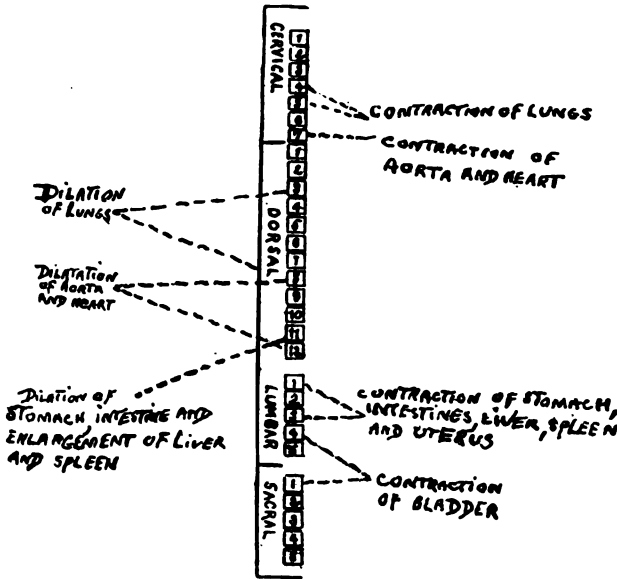 CERVICAL
1
2
3
4
5
6
7
CONTRACTION OF LUNGS
CONTRACTION OF
AORTA AND HEART
DORSAL
1
2
3
4
5
6
7
8
9
10
11
12
DILATION
OF LUNGS
DILATATION
OF AORTA
AND HEART
DILATION OF
STOMACH, INTESTINE AND
ENLARGEMENT OF LIVER
AND SPLEEN
LUMBAR
1
2
3
4
5
CONTRACTION OF STOMACH,
INTESTINES, LIVER, SPLEEN
AND UTERUS
SACRAL
1
2
3
4
5
CONTRACTION
OF BLADDER